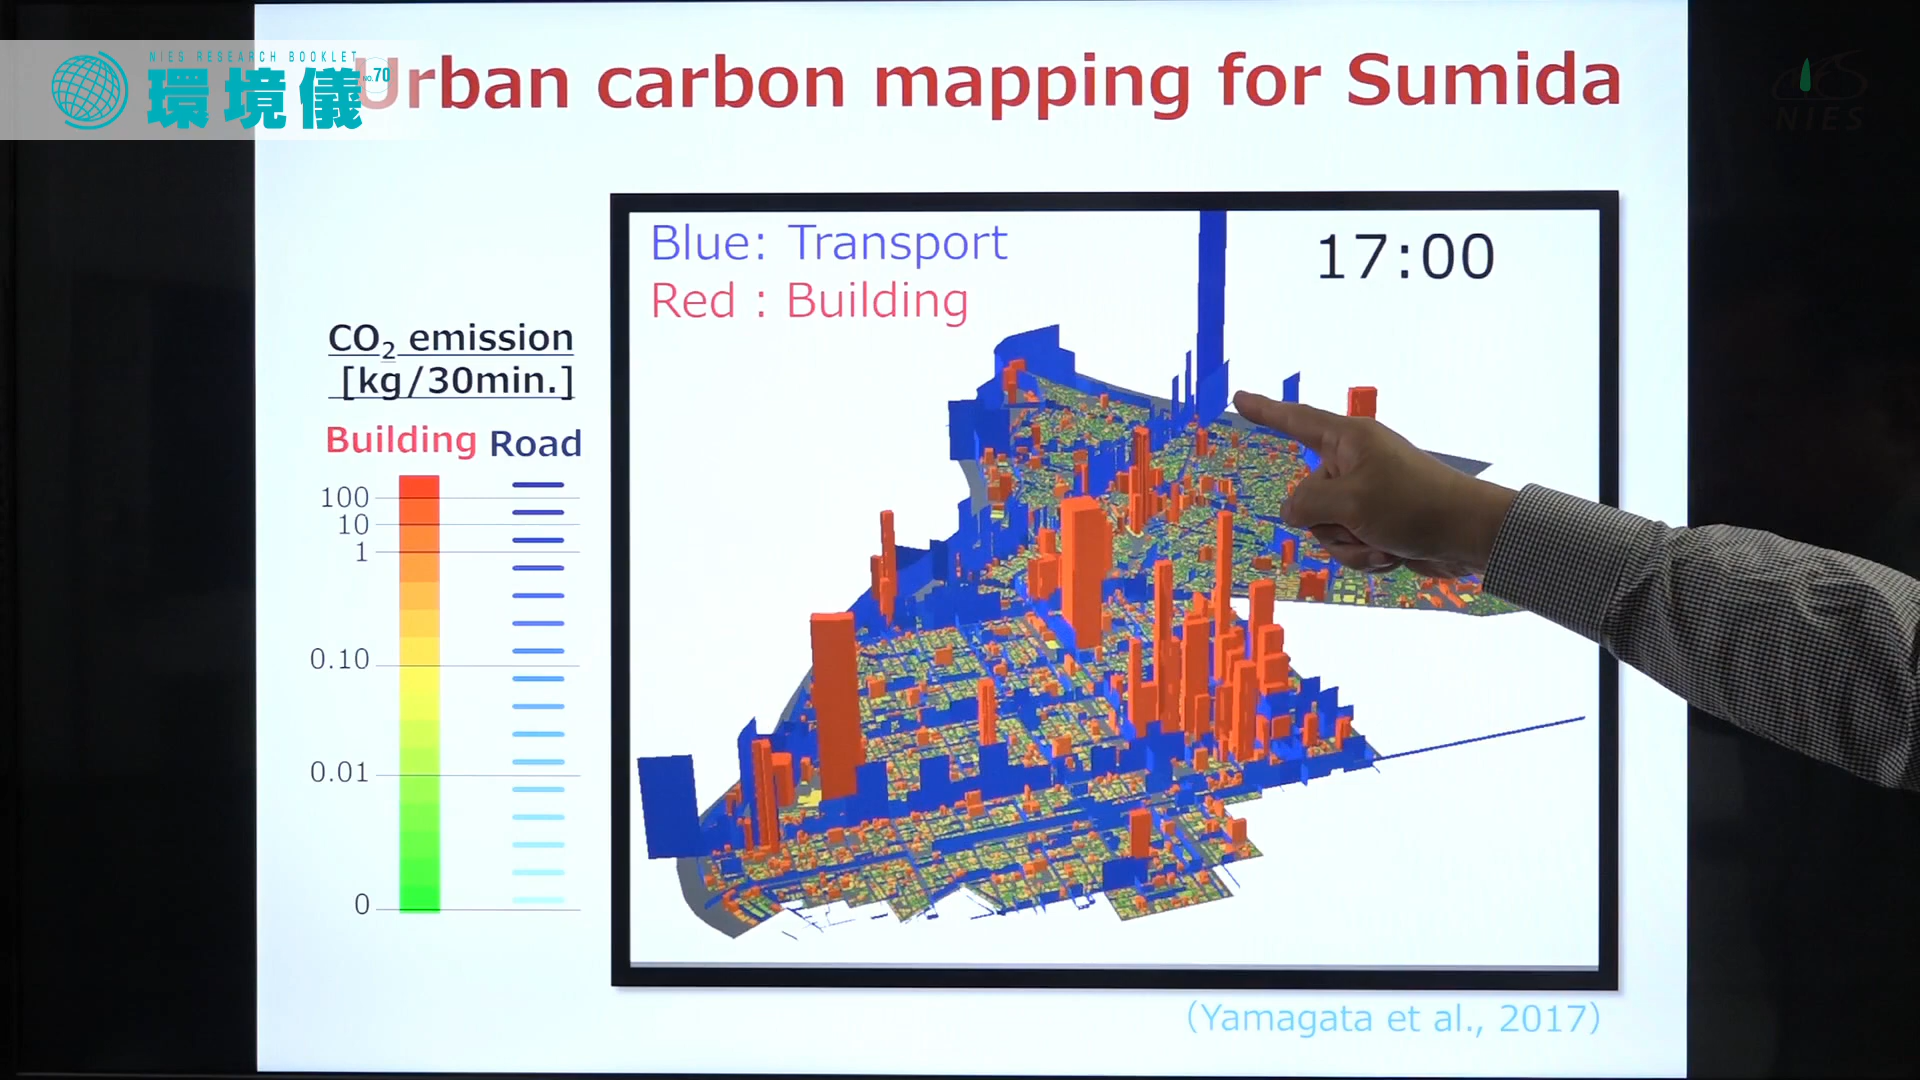 NIES RESEARCH BOOKLET
環境儀 NO.70
Urban carbon mapping for Sumida
NIES
Blue: Transport
Red : Building
17:00
CO₂ emission
[kg/30min.]
Building Road
100
10
1
0.10
0.01
0
(Yamagata et al., 2017)